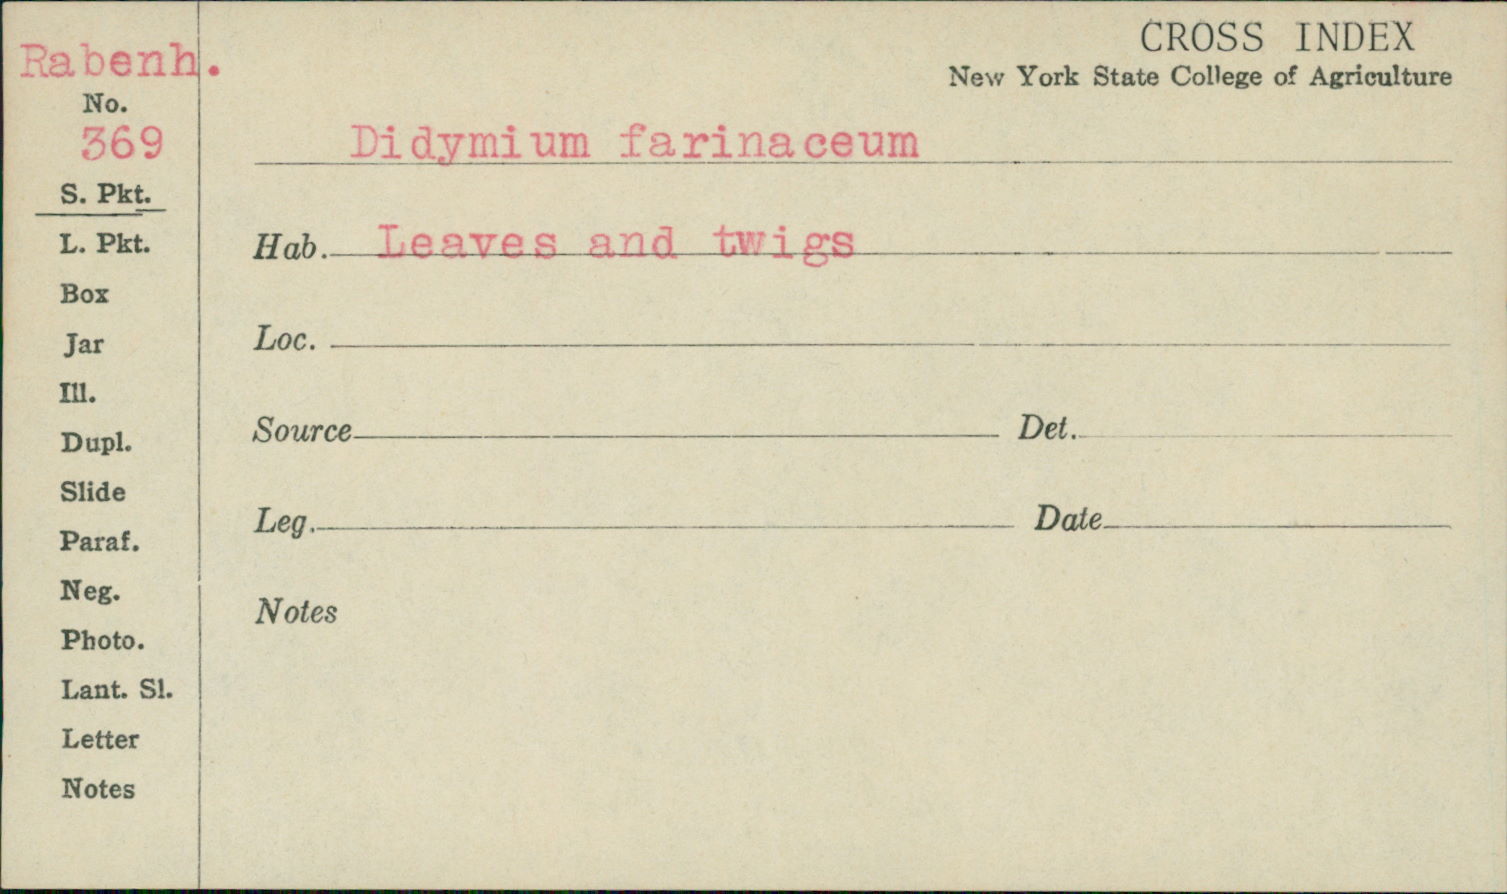 CROSS INDEX
New York State College of Agriculture
Rabenh.
No.
369
Didymium farinaceum
S. Pkt.
L. Pkt.
Box
Jar
Ill.
Dupl.
Slide
Paraf.
Neg.
Photo.
Lant. Sl.
Letter
Notes
Hab. Leaves and twigs
Loc.
Source Det.
Leg. Date
Notes